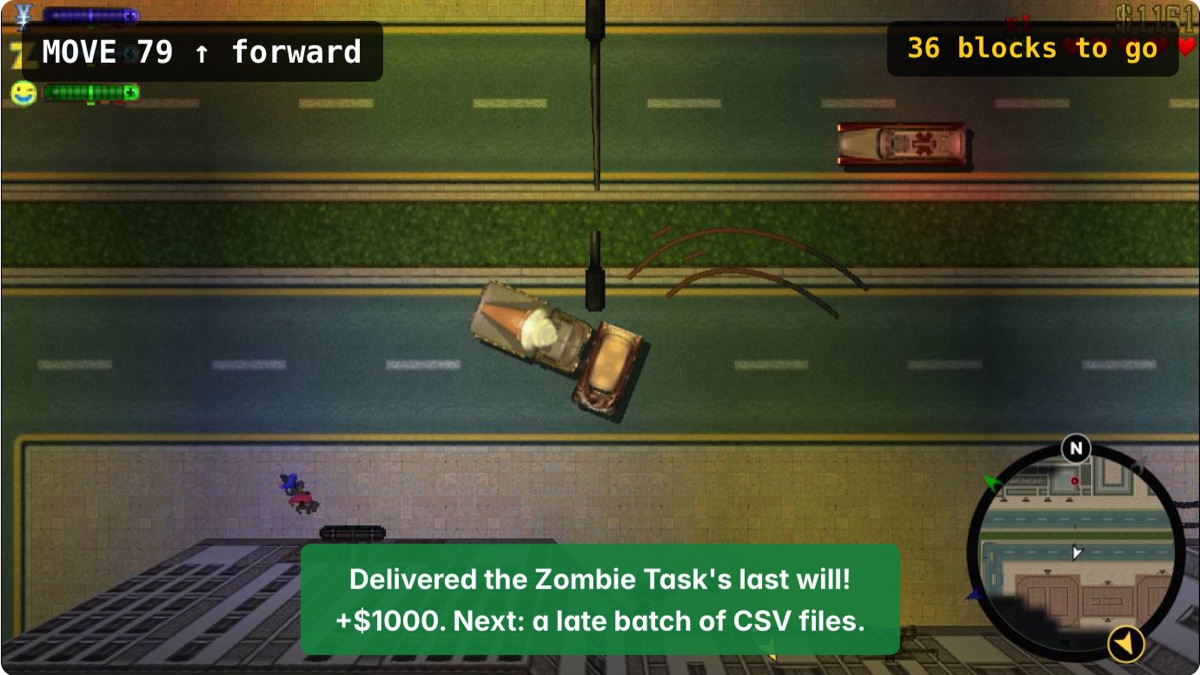 $1161
MOVE 79 ↑ forward
36 blocks to go
Delivered the Zombie Task's last will!
+$1000. Next: a late batch of CSV files.
N